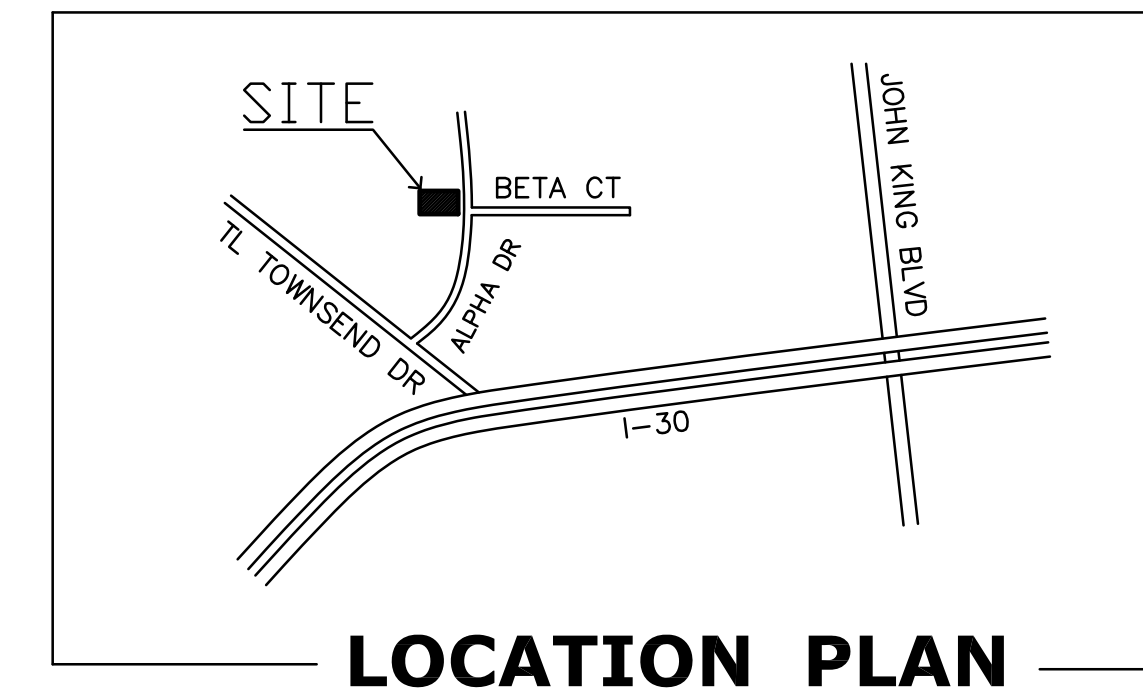 SITE
BETA CT
JOHN KING BLVD
TL TOWNSEND DR
ALPHA DR
I-30
LOCATION PLAN